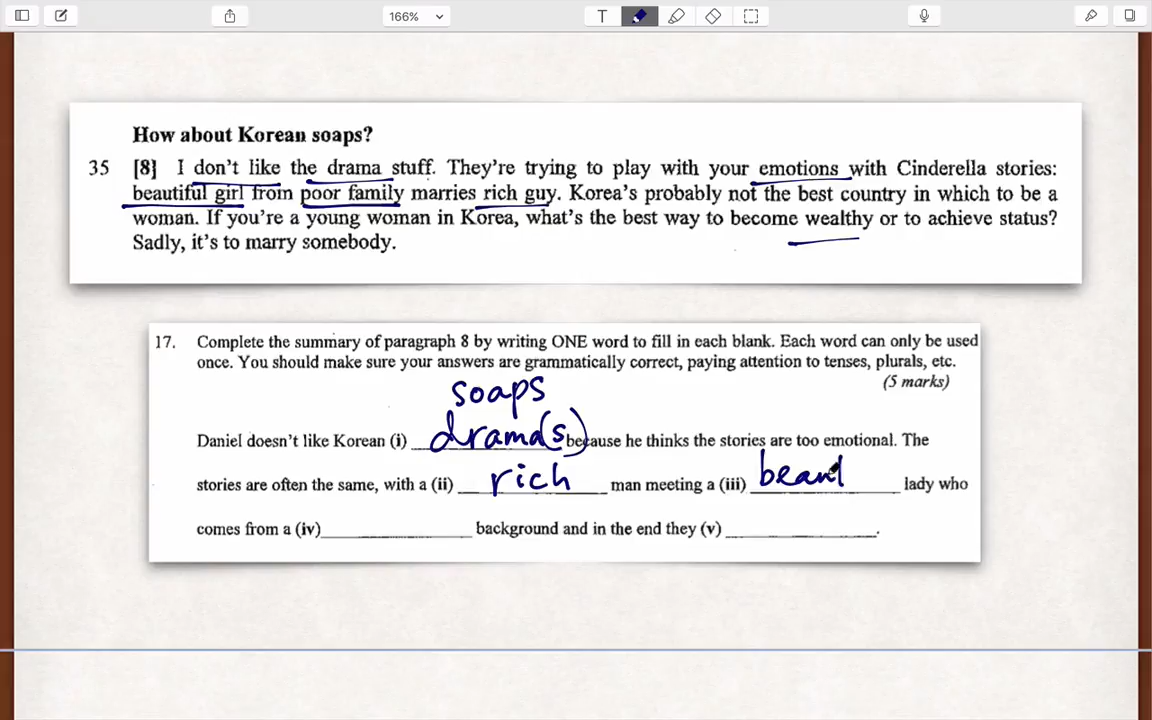 166%
T
How about Korean soaps?
35 [8] I don't like the drama stuff. They're trying to play with your emotions with Cinderella stories:
beautiful girl from poor family marries rich guy. Korea's probably not the best country in which to be a
woman. If you're a young woman in Korea, what's the best way to become wealthy or to achieve status?
Sadly, it's to marry somebody.
17. Complete the summary of paragraph 8 by writing ONE word to fill in each blank. Each word can only be used
once. You should make sure your answers are grammatically correct, paying attention to tenses, plurals, etc.
(5 marks)
soaps
Daniel doesn't like Korean (i) drama(s) because he thinks the stories are too emotional. The
stories are often the same, with a (ii) rich man meeting a (iii) beaut lady who
comes from a (iv) background and in the end they (v) .